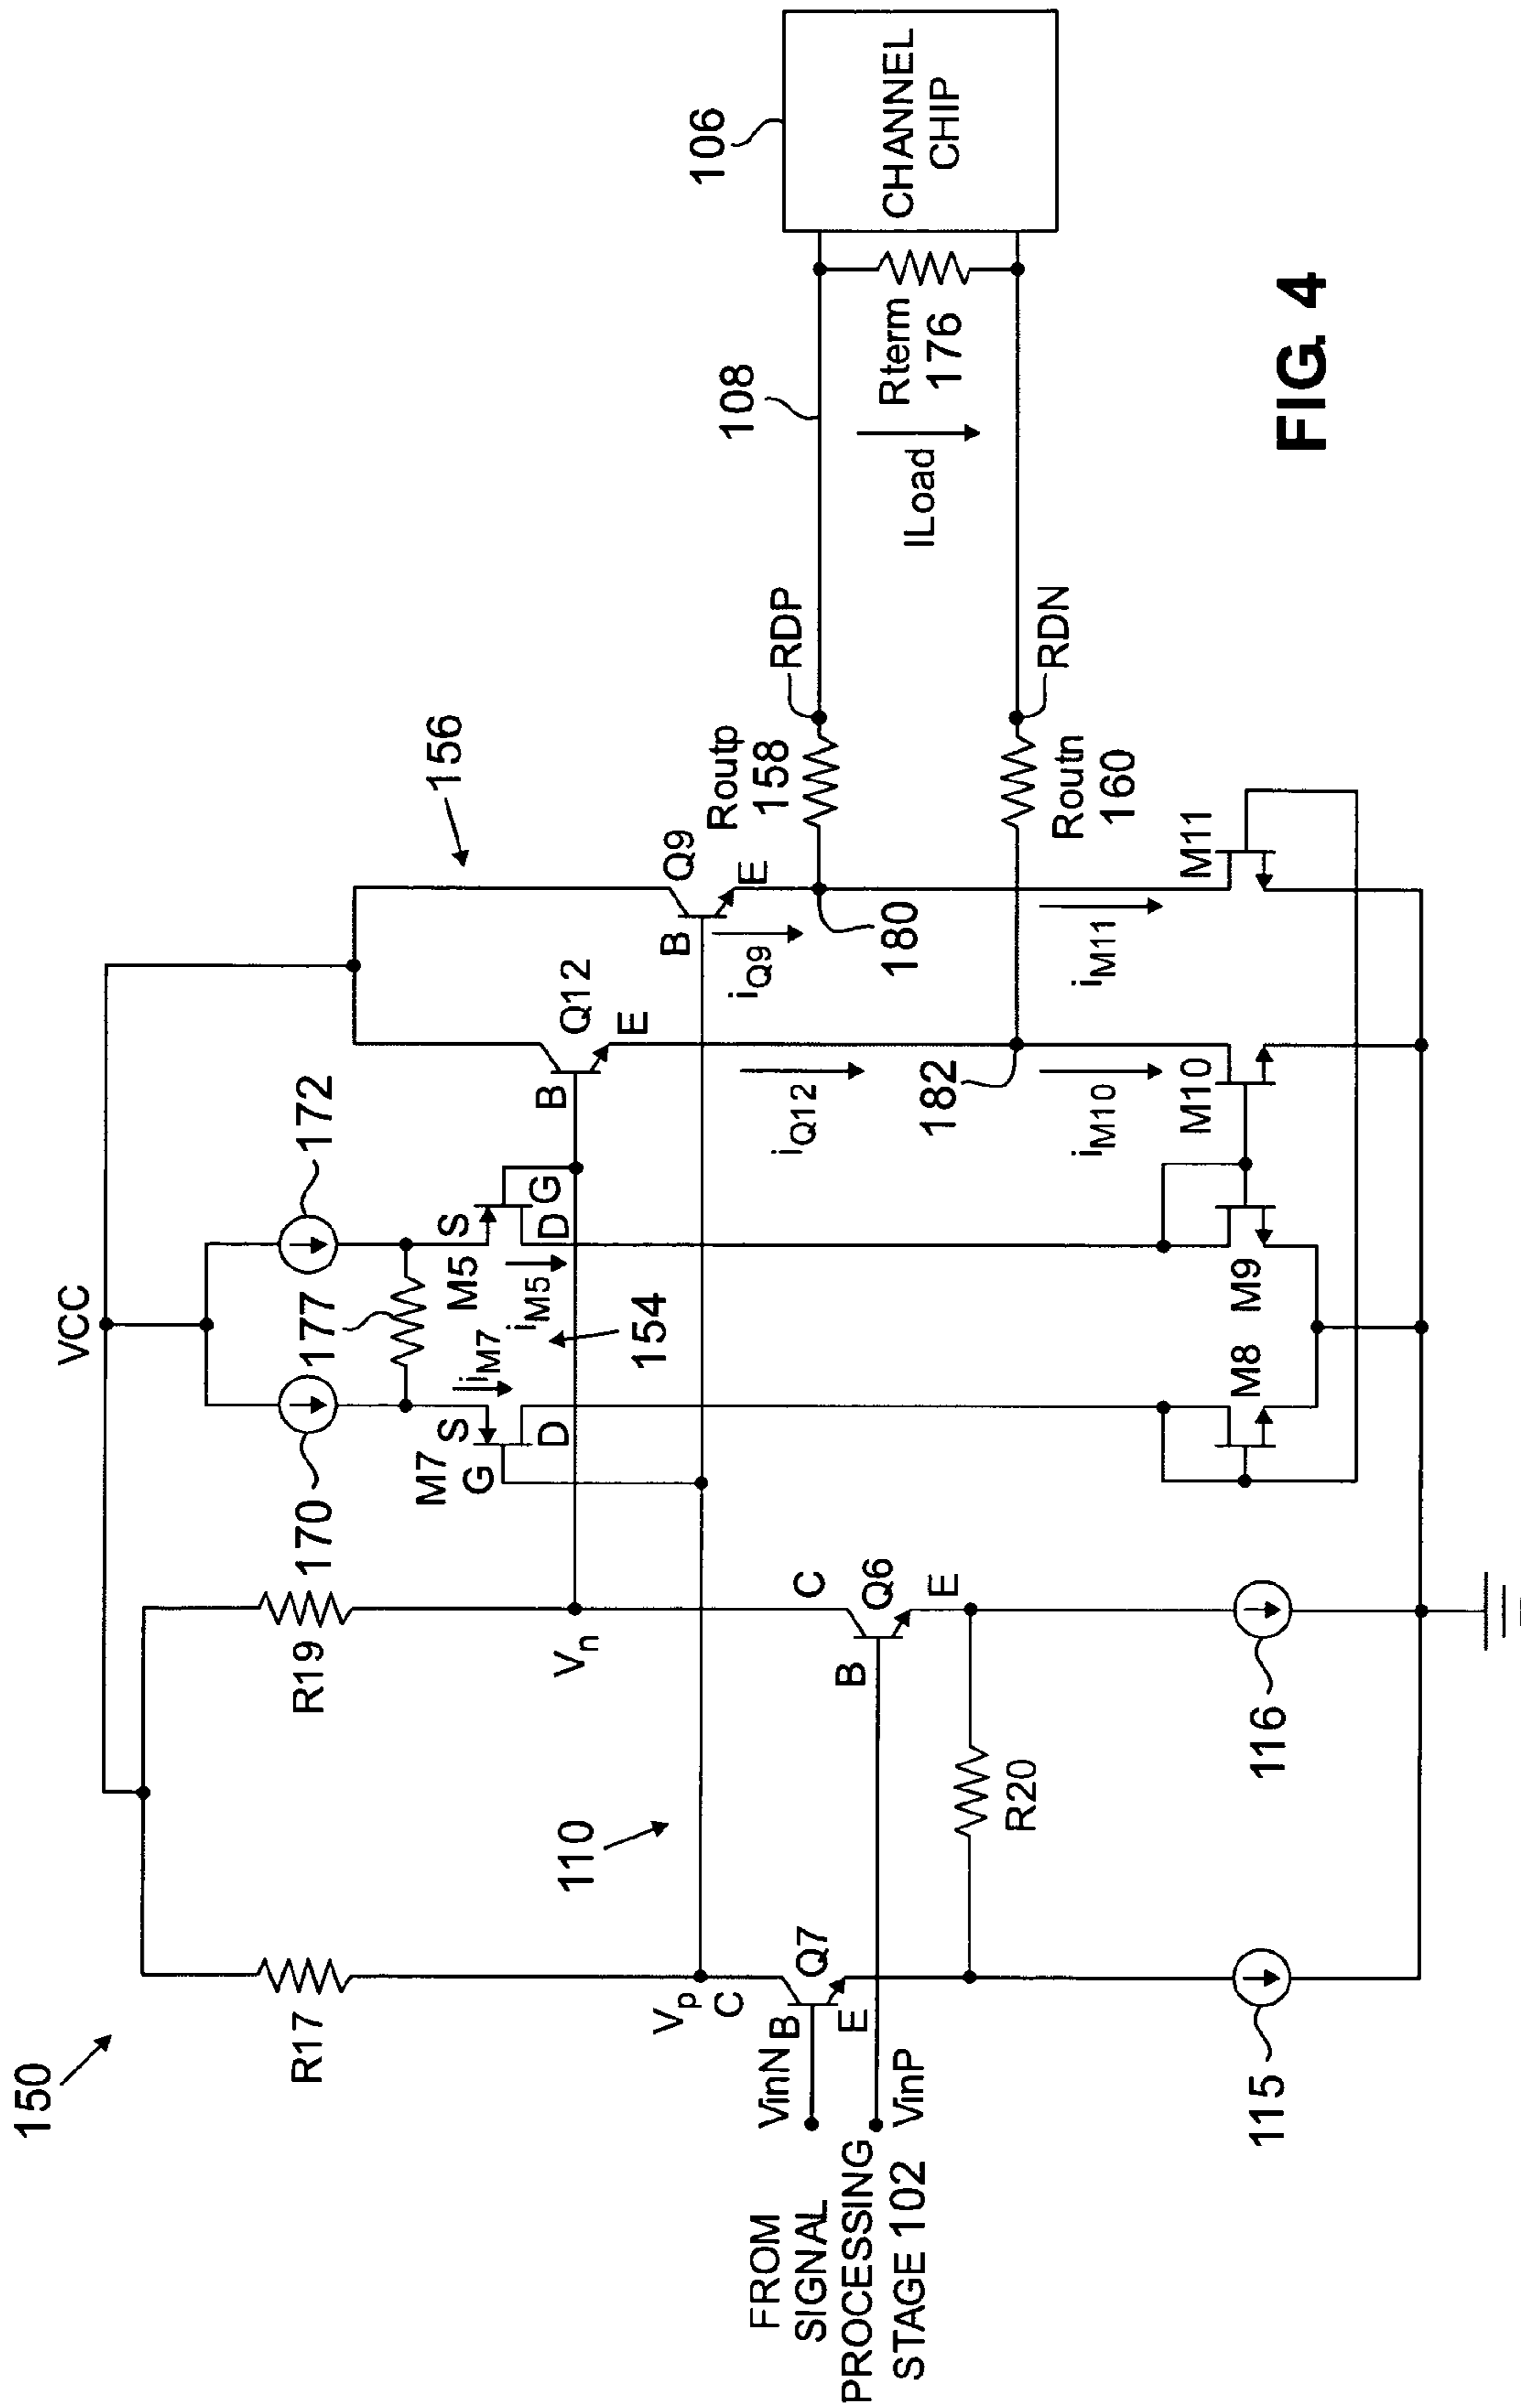 150
VCC
R17
R19
170
172
177
M7
G
S
D
M5
S
G
D
iM7
iM5
154
156
Q12
B
E
Q9
B
E
iQ9
iQ12
180
182
iM11
iM10
Routp
158
RDP
Routn
160
RDN
108
ILoad
Rterm
176
106
CHANNEL
CHIP
Vn
Vp
C
110
Q7
B
E
C
Q6
B
E
R20
VinN
VinP
FROM
SIGNAL
PROCESSING
STAGE 102
115
116
M8
M9
M10
M11
FIG. 4